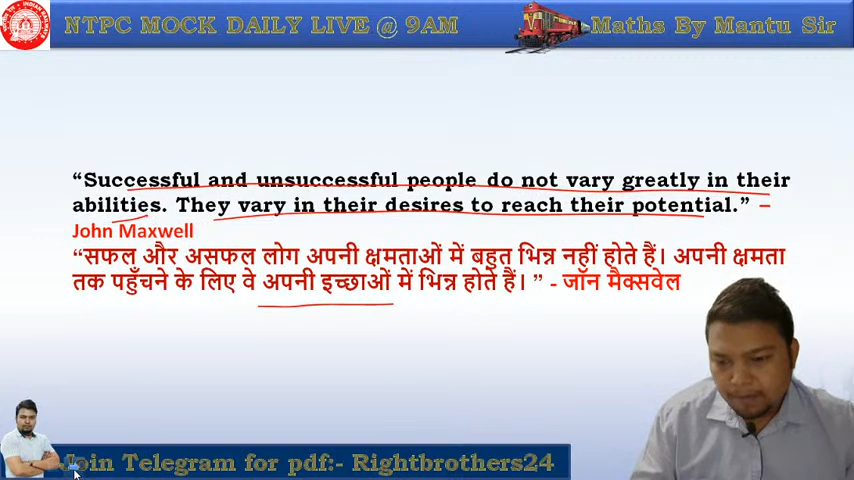 NTPC MOCK DAILY LIVE @ 9AM
Maths By Mantu Sir
“Successful and unsuccessful people do not vary greatly in their
abilities. They vary in their desires to reach their potential.” –
John Maxwell
“सफल और असफल लोग अपनी क्षमताओं में बहुत भिन्न नहीं होते हैं। अपनी क्षमता
तक पहुँचने के लिए वे अपनी इच्छाओं में भिन्न होते हैं। ” - जॉन मैक्सवेल
Join Telegram for pdf:- Rightbrothers24